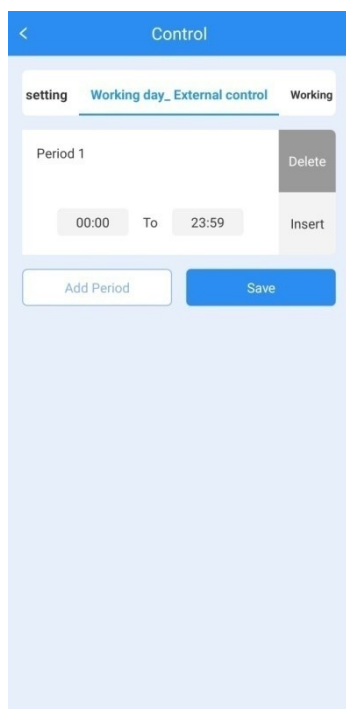 Control
setting Working day_ External control Working
Period 1
Delete
00:00 To 23:59
Insert
Add Period Save